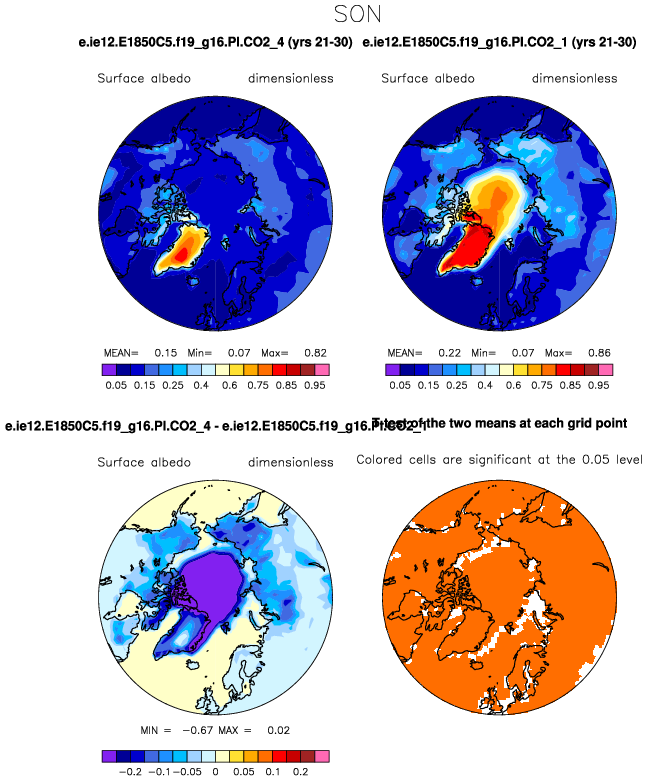 SON
e.ie12.E1850C5.f19_g16.PI.CO2_4 (yrs 21-30) e.ie12.E1850C5.f19_g16.PI.CO2_1 (yrs 21-30)
Surface albedo dimensionless Surface albedo dimensionless
MEAN= 0.15 Min= 0.07 Max= 0.82 MEAN= 0.22 Min= 0.07 Max= 0.86
0.05 0.15 0.25 0.4 0.6 0.75 0.85 0.95 0.05 0.15 0.25 0.4 0.6 0.75 0.85 0.95
e.ie12.E1850C5.f19_g16.PI.CO2_4 - e.ie12.E1850C5.f19_g16.PI.CO2_1 T-test of the two means at each grid point
Surface albedo dimensionless Colored cells are significant at the 0.05 level
MIN = -0.67 MAX = 0.02
-0.2 -0.1 -0.05 0 0.05 0.1 0.2